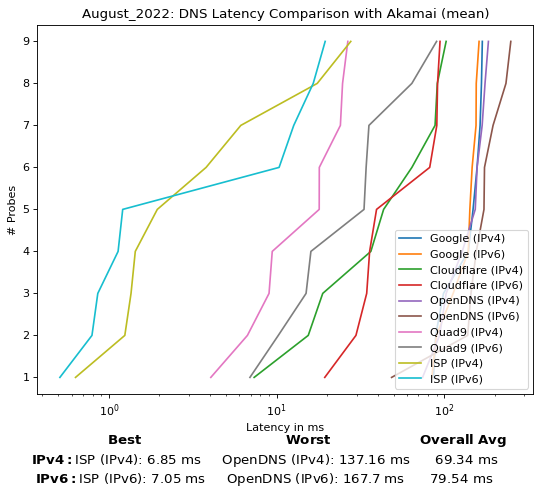 August_2022: DNS Latency Comparison with Akamai (mean)
9
8
7
6
5
4
3
2
1
# Probes
Google (IPv4)
Google (IPv6)
Cloudflare (IPv4)
Cloudflare (IPv6)
OpenDNS (IPv4)
OpenDNS (IPv6)
Quad9 (IPv4)
Quad9 (IPv6)
ISP (IPv4)
ISP (IPv6)
10⁰ 10¹ 10²
Latency in ms
Best Worst Overall Avg
IPv4: ISP (IPv4): 6.85 ms OpenDNS (IPv4): 137.16 ms 69.34 ms
IPv6: ISP (IPv6): 7.05 ms OpenDNS (IPv6): 167.7 ms 79.54 ms